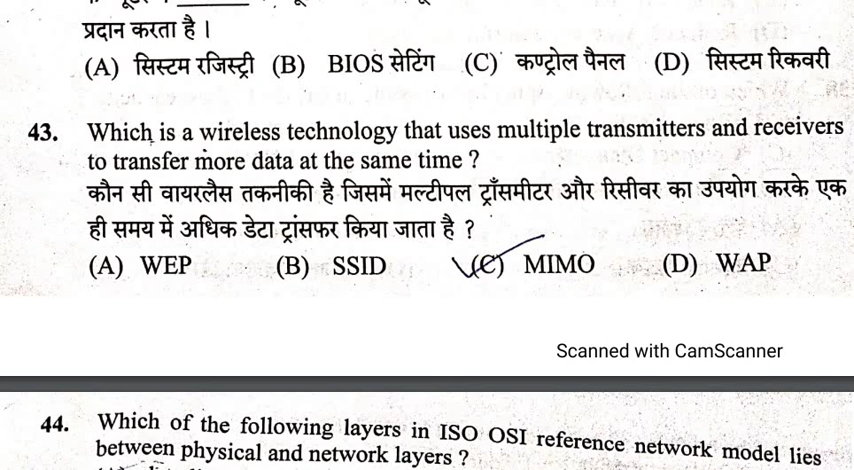 प्रदान करता है ।
(A) सिस्टम रजिस्ट्री (B) BIOS सेटिंग (C) कण्ट्रोल पैनल (D) सिस्टम रिकवरी
43. Which is a wireless technology that uses multiple transmitters and receivers
to transfer more data at the same time ?
कौन सी वायरलैस तकनीकी है जिसमें मल्टीपल ट्राँसमीटर और रिसीवर का उपयोग करके एक
ही समय में अधिक डेटा ट्रांसफर किया जाता है ?
(A) WEP (B) SSID (C) MIMO (D) WAP
Scanned with CamScanner
44. Which of the following layers in ISO OSI reference network model lies
between physical and network layers ?